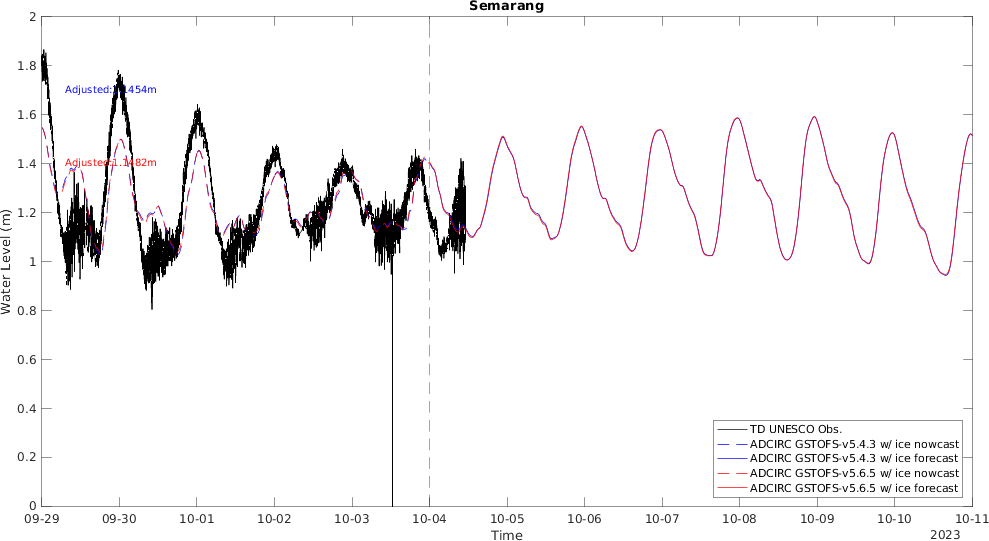 Semarang
2
1.8
1.6
1.4
1.2
1
0.8
0.6
0.4
0.2
0
Water Level (m)
Adjusted:1.1454m
Adjusted:1.1482m
TD UNESCO Obs.
ADCIRC GSTOFS-v5.4.3 w/ ice nowcast
ADCIRC GSTOFS-v5.4.3 w/ ice forecast
ADCIRC GSTOFS-v5.6.5 w/ ice nowcast
ADCIRC GSTOFS-v5.6.5 w/ ice forecast
09-29 09-30 10-01 10-02 10-03 10-04 10-05 10-06 10-07 10-08 10-09 10-10 10-11
Time
2023